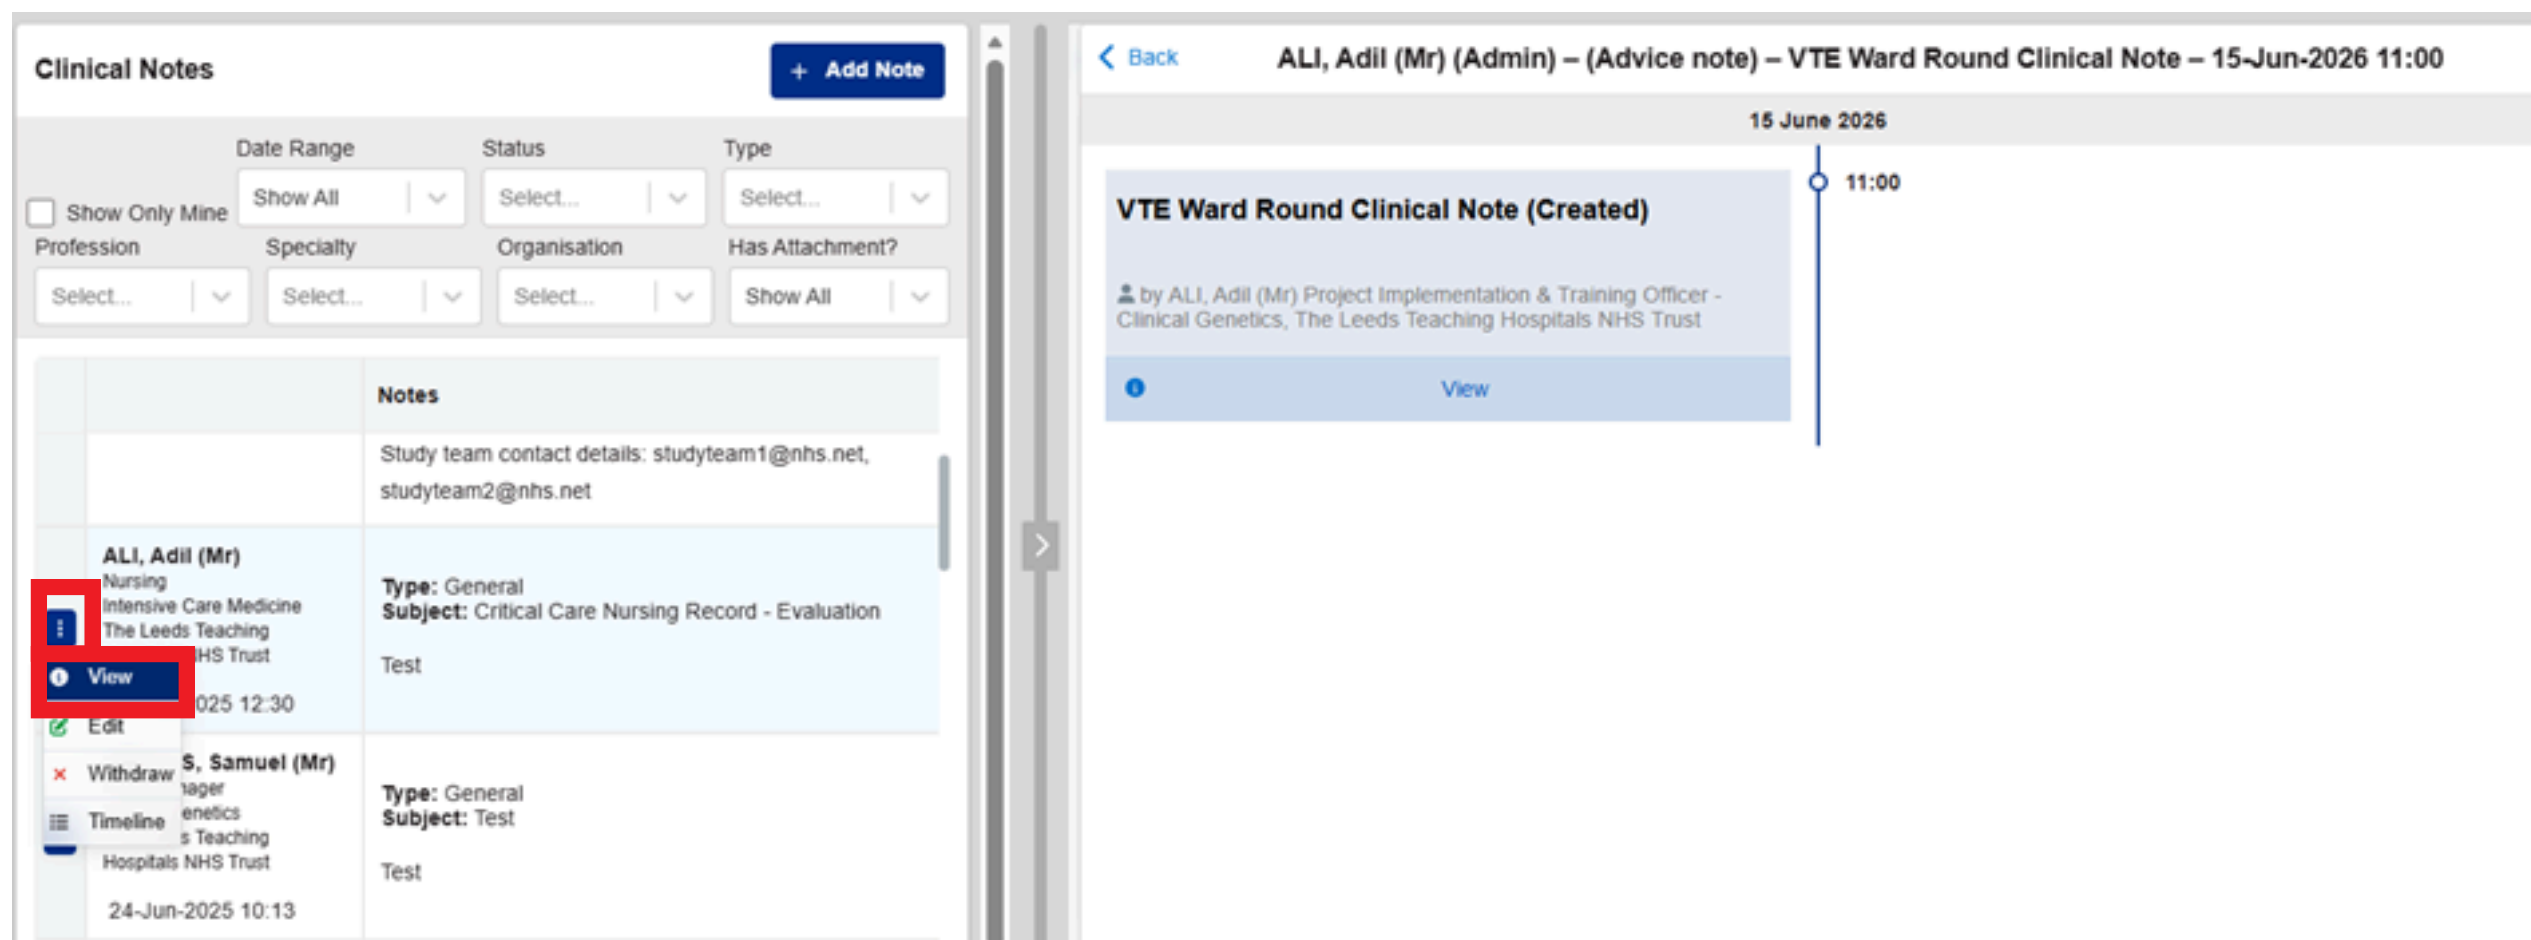 Clinical Notes
+ Add Note
Date Range
Status
Type
Show Only Mine
Show All
Select...
Select...
Profession
Specialty
Organisation
Has Attachment?
Select...
Select...
Select...
Show All
Notes
Study team contact details: studyteam1@nhs.net,
studyteam2@nhs.net
ALI, Adil (Mr)
Nursing
Intensive Care Medicine
The Leeds Teaching
HS Trust
025 12:30
Type: General
Subject: Critical Care Nursing Record - Evaluation
Test
View
Edit
Withdraw
Timeline
S, Samuel (Mr)
nager
enetics
s Teaching
Hospitals NHS Trust
24-Jun-2025 10:13
Type: General
Subject: Test
Test
Back
ALI, Adil (Mr) (Admin) – (Advice note) – VTE Ward Round Clinical Note – 15-Jun-2026 11:00
15 June 2026
11:00
VTE Ward Round Clinical Note (Created)
by ALI, Adil (Mr) Project Implementation & Training Officer -
Clinical Genetics, The Leeds Teaching Hospitals NHS Trust
View